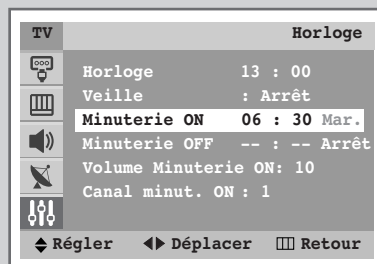 TV Horloge
Horloge 13 : 00
Veille : Arrêt
Minuterie ON 06 : 30 Mar.
Minuterie OFF -- : -- Arrêt
Volume Minuterie ON: 10
Canal minut. ON : 1
Régler Déplacer Retour